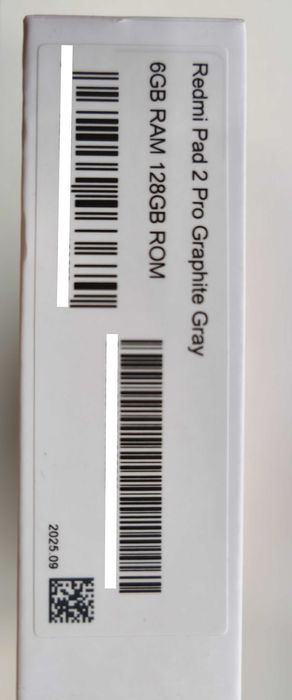 Redmi Pad 2 Pro Graphite Gray
6GB RAM 128GB ROM
2025.09